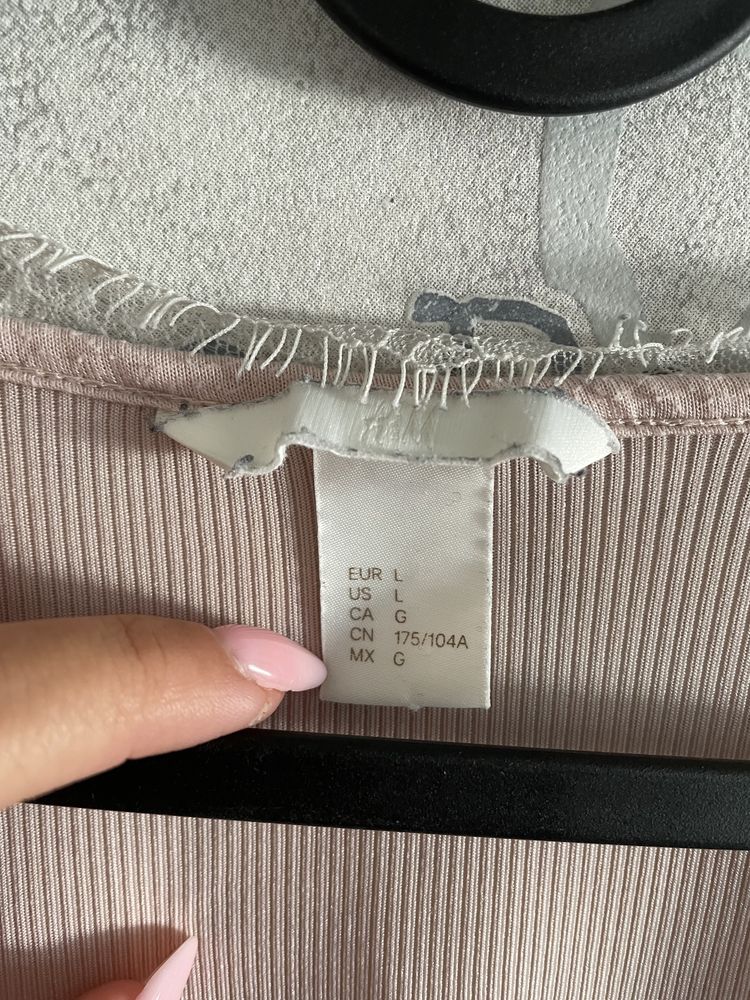 EUR L
US L
CA G
CN 175/104A
MX G